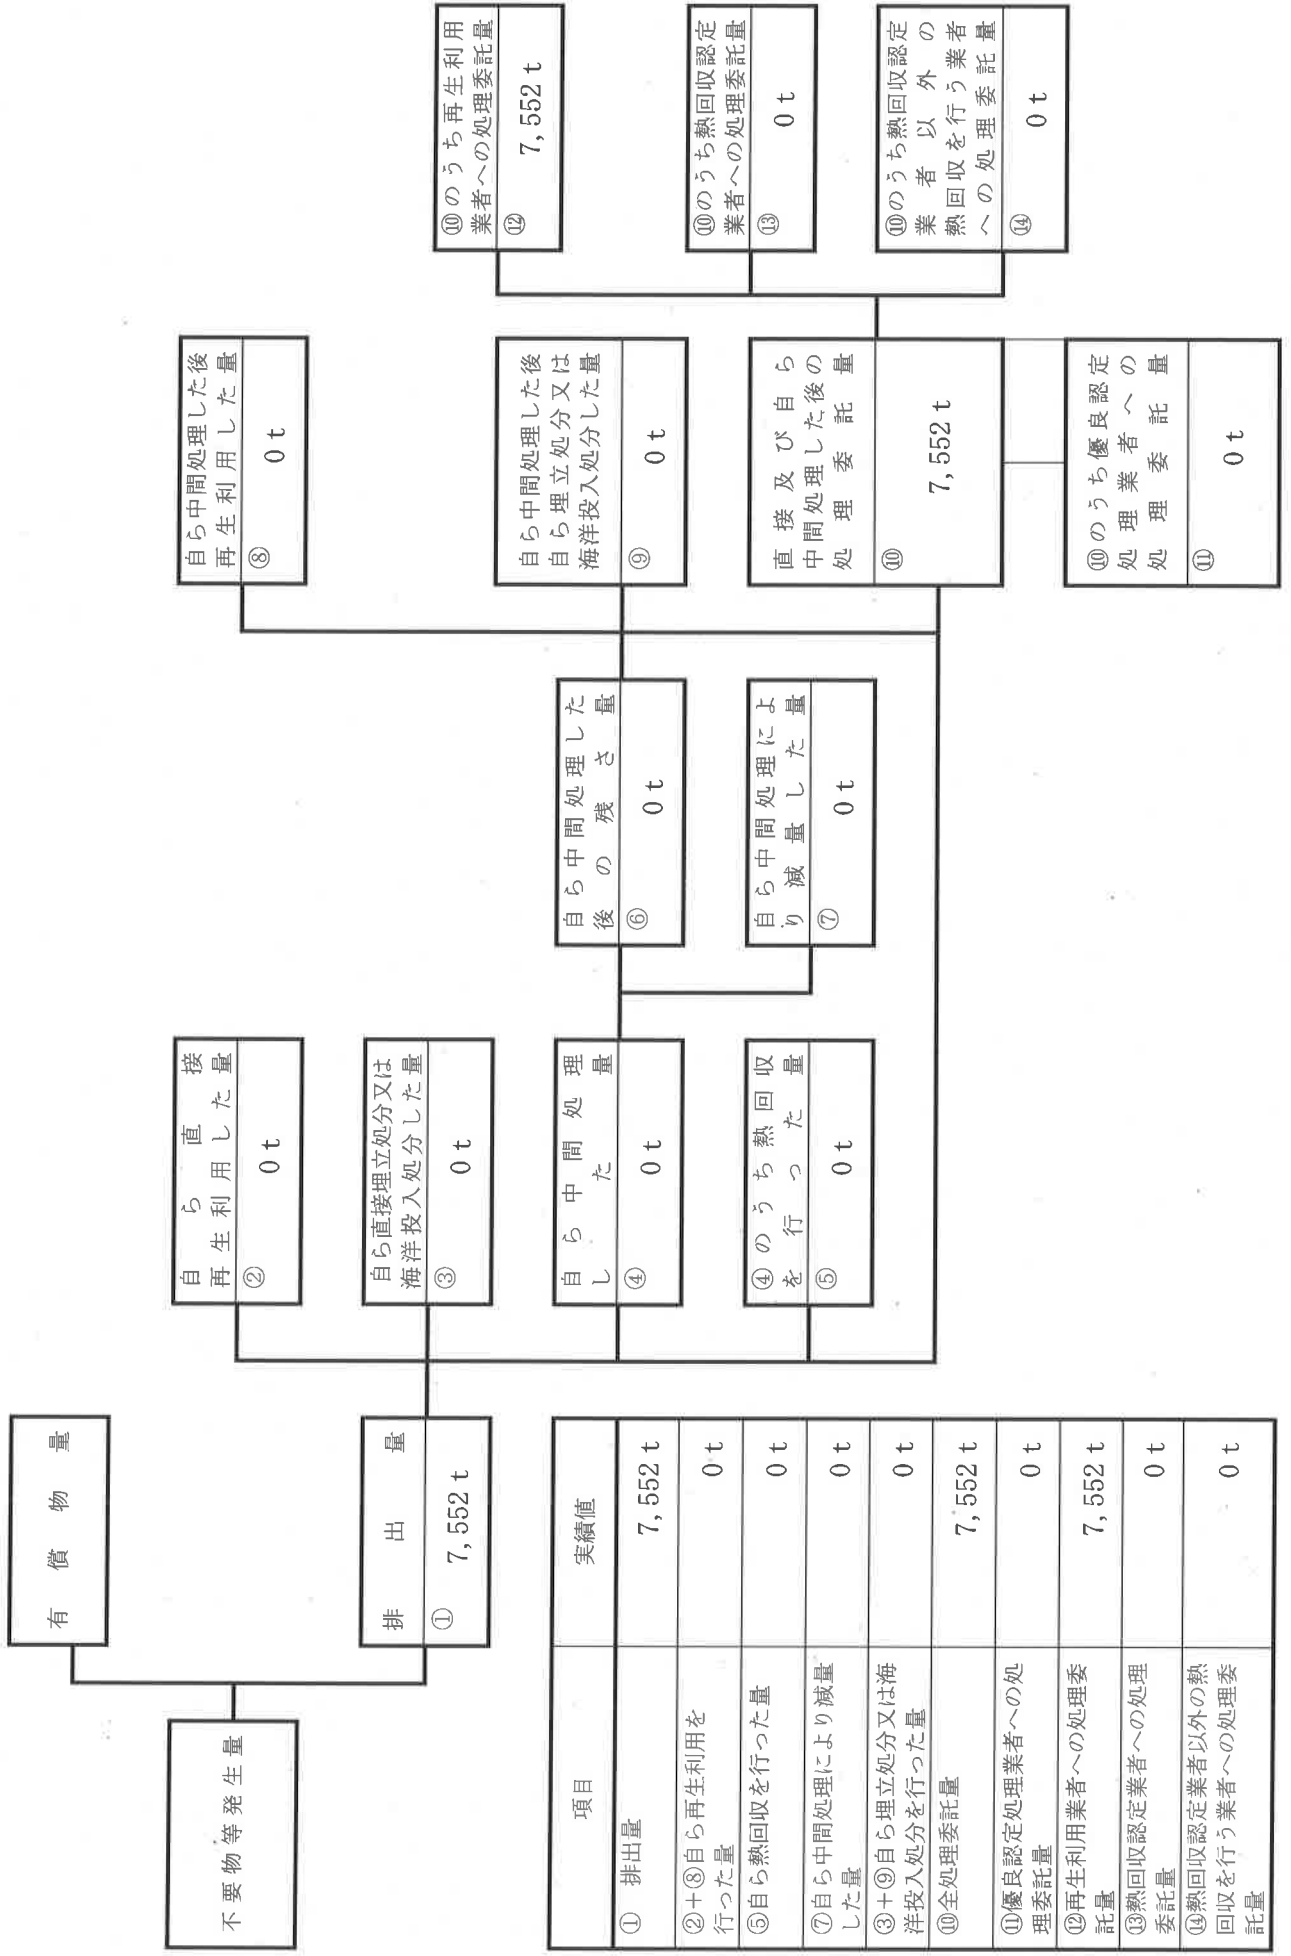 不要物等発生量
有償物量
排出量
① 7,552 t
自ら直接
再生利用した量
② 0 t
自ら直接埋立処分又は
海洋投入処分した量
③ 0 t
自ら中間処理
した量
④ 0 t
④のうち熱回収
を行った量
⑤ 0 t
自ら中間処理した
後の残さ量
⑥ 0 t
自ら中間処理によ
り減量した量
⑦ 0 t
自ら中間処理した後
再生利用した量
⑧ 0 t
自ら中間処理した後
自ら埋立処分又は
海洋投入処分した量
⑨ 0 t
直接及び自ら
中間処理した後の
処理委託量
⑩ 7,552 t
⑩のうち優良認定
処理業者への
処理委託量
⑪ 0 t
⑩のうち再生利用
業者への処理委託量
⑫ 7,552 t
⑩のうち熱回収認定
業者への処理委託量
⑬ 0 t
⑩のうち熱回収認定
業者以外の
熱回収を行う業者
への処理委託量
⑭ 0 t
項目 実績値
① 排出量 7,552 t
②＋⑧自ら再生利用を
行った量 0 t
⑤自ら熱回収を行った量 0 t
⑦自ら中間処理により減量
した量 0 t
③＋⑨自ら埋立処分又は海
洋投入処分を行った量 0 t
⑩全処理委託量 7,552 t
⑪優良認定処理業者への処
理委託量 0 t
⑫再生利用業者への処理委
託量 7,552 t
⑬熱回収認定業者への処理
委託量 0 t
⑭熱回収認定業者以外の熱
回収を行う業者への処理委
託量 0 t